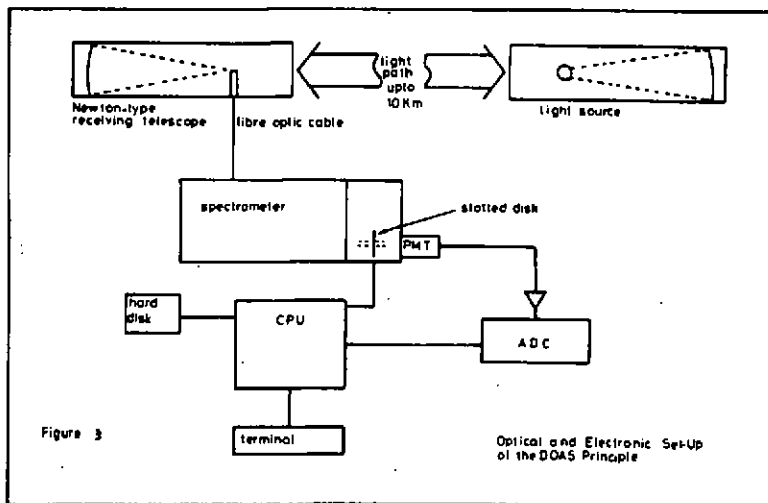 light
path
upto
10 Km
Newton-type
receiving telescope
libre optic cable
light source
spectrometer
slotted disk
PMT
hard
disk
CPU
ADC
terminal
Figure 3
Optical and Electronic Set-Up
of the DOAS Principle